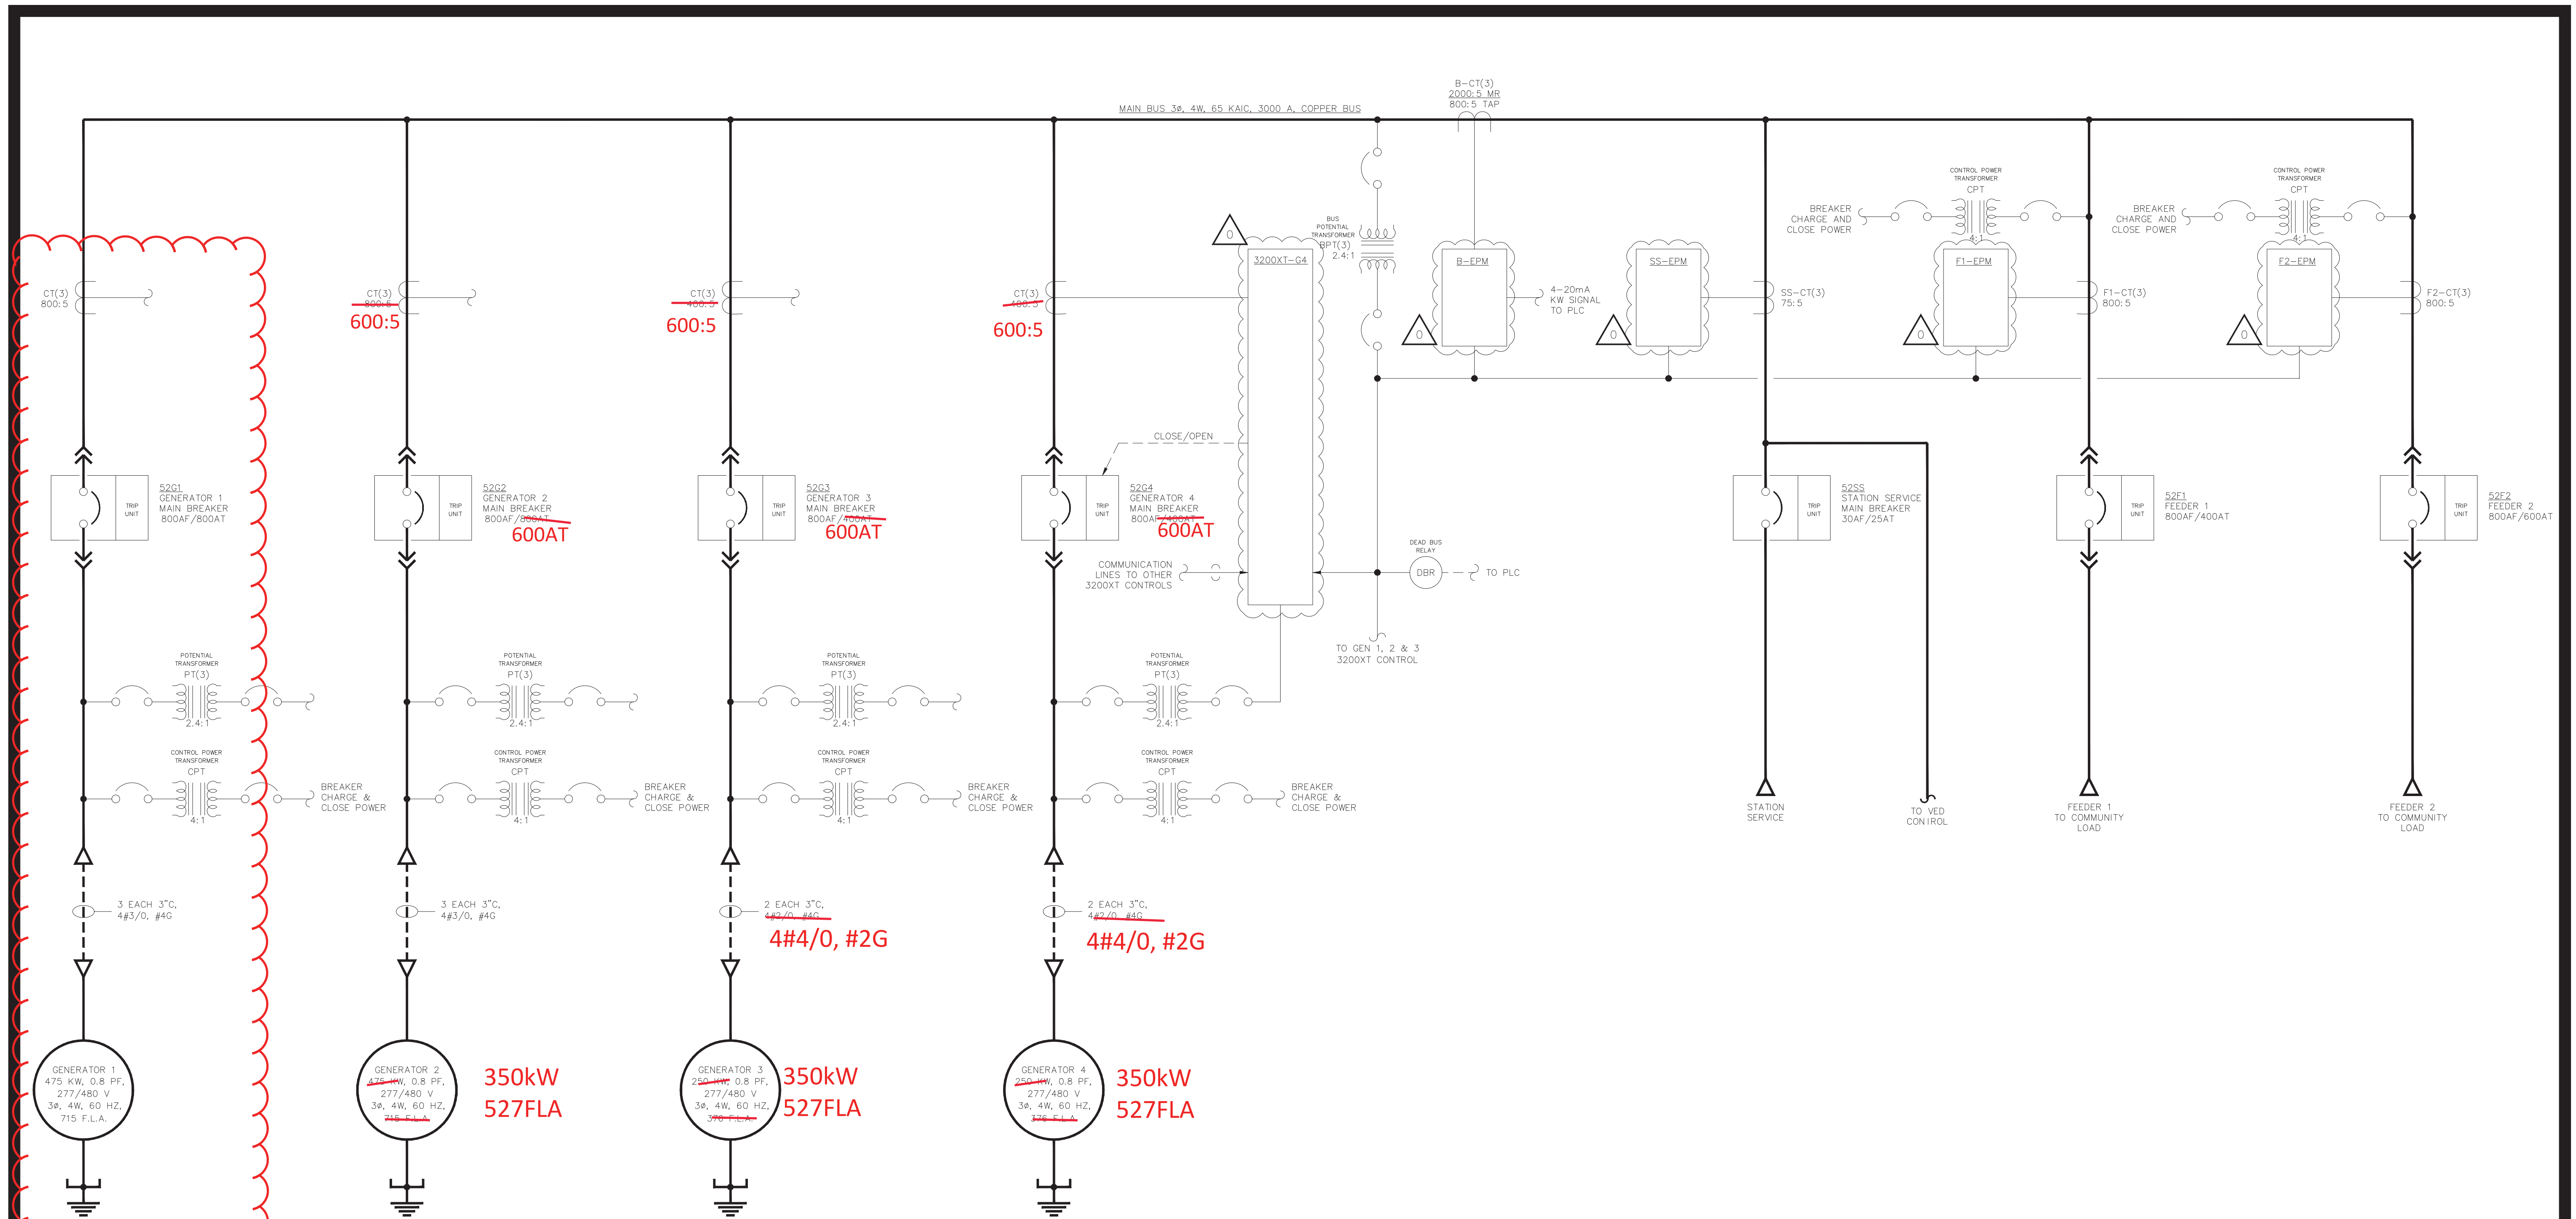 B-CT(3)
2000:5 MR
800:5 TAP
MAIN BUS 3ø, 4W, 65 KAIC, 3000 A, COPPER BUS
CT(3)
800:5
CT(3)
800:5
600:5
CT(3)
400:5
600:5
CT(3)
400:5
600:5
0
3200XT-G4
BUS
POTENTIAL
TRANSFORMER
BPT(3)
2.4:1
B-EPM
0
4-20mA
KW SIGNAL
TO PLC
SS-EPM
0
SS-CT(3)
75:5
CONTROL POWER
TRANSFORMER
CPT
4:1
BREAKER
CHARGE AND
CLOSE POWER
F1-EPM
0
F1-CT(3)
800:5
CONTROL POWER
TRANSFORMER
CPT
4:1
BREAKER
CHARGE AND
CLOSE POWER
F2-EPM
0
F2-CT(3)
800:5
CLOSE/OPEN
TRIP
UNIT
52G1
GENERATOR 1
MAIN BREAKER
800AF/800AT
TRIP
UNIT
52G2
GENERATOR 2
MAIN BREAKER
800AF/800AT
600AT
TRIP
UNIT
52G3
GENERATOR 3
MAIN BREAKER
800AF/400AT
600AT
TRIP
UNIT
52G4
GENERATOR 4
MAIN BREAKER
800AF/400AT
600AT
TRIP
UNIT
52SS
STATION SERVICE
MAIN BREAKER
30AF/25AT
TRIP
UNIT
52F1
FEEDER 1
800AF/400AT
TRIP
UNIT
52F2
FEEDER 2
800AF/600AT
COMMUNICATION
LINES TO OTHER
3200XT CONTROLS
DEAD BUS
RELAY
DBR
TO PLC
TO GEN 1, 2 & 3
3200XT CONTROL
POTENTIAL
TRANSFORMER
PT(3)
2.4:1
POTENTIAL
TRANSFORMER
PT(3)
2.4:1
POTENTIAL
TRANSFORMER
PT(3)
2.4:1
POTENTIAL
TRANSFORMER
PT(3)
2.4:1
CONTROL POWER
TRANSFORMER
CPT
4:1
BREAKER
CHARGE &
CLOSE POWER
CONTROL POWER
TRANSFORMER
CPT
4:1
BREAKER
CHARGE &
CLOSE POWER
CONTROL POWER
TRANSFORMER
CPT
4:1
BREAKER
CHARGE &
CLOSE POWER
CONTROL POWER
TRANSFORMER
CPT
4:1
BREAKER
CHARGE &
CLOSE POWER
STATION
SERVICE
TO VED
CONTROL
FEEDER 1
TO COMMUNITY
LOAD
FEEDER 2
TO COMMUNITY
LOAD
3 EACH 3"C,
4#3/0, #4G
3 EACH 3"C,
4#3/0, #4G
2 EACH 3"C,
4#2/0, #4G
4#4/0, #2G
2 EACH 3"C,
4#2/0, #4G
4#4/0, #2G
GENERATOR 1
475 KW, 0.8 PF,
277/480 V
3ø, 4W, 60 HZ,
715 F.L.A.
GENERATOR 2
475 KW, 0.8 PF,
277/480 V
3ø, 4W, 60 HZ,
715 F.L.A.
350kW
527FLA
GENERATOR 3
250 KW, 0.8 PF,
277/480 V
3ø, 4W, 60 HZ,
376 F.L.A.
350kW
527FLA
GENERATOR 4
250 KW, 0.8 PF,
277/480 V
3ø, 4W, 60 HZ,
376 F.L.A.
350kW
527FLA